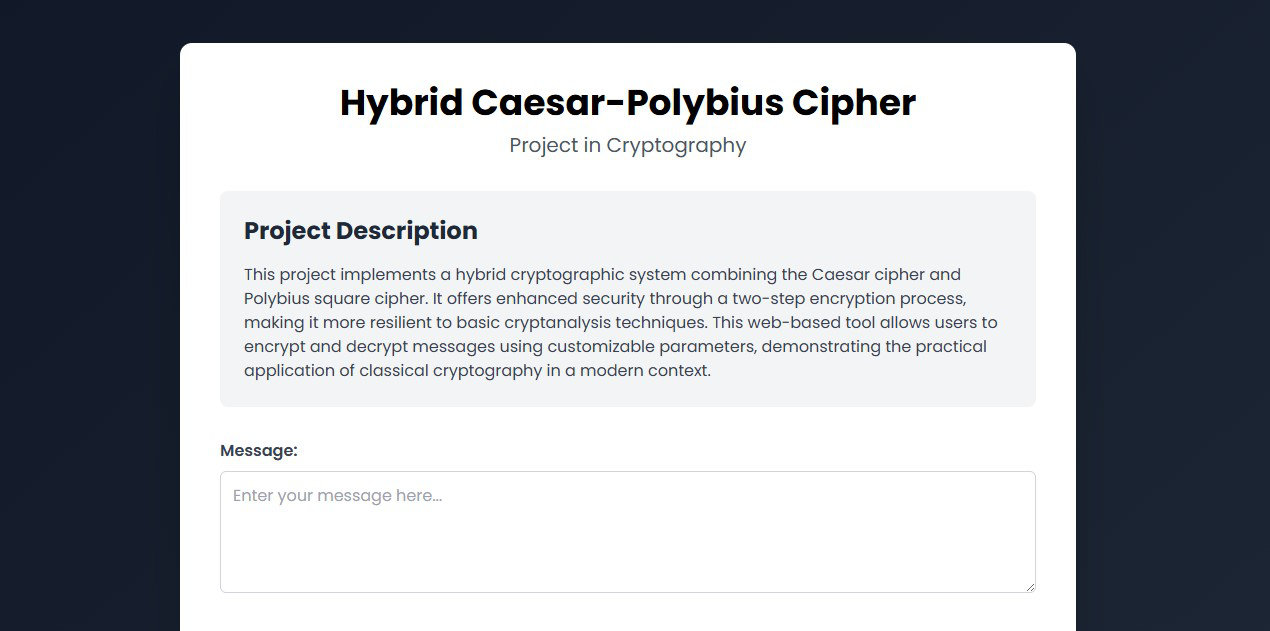 Hybrid Caesar-Polybius Cipher
Project in Cryptography
Project Description
This project implements a hybrid cryptographic system combining the Caesar cipher and
Polybius square cipher. It offers enhanced security through a two-step encryption process,
making it more resilient to basic cryptanalysis techniques. This web-based tool allows users to
encrypt and decrypt messages using customizable parameters, demonstrating the practical
application of classical cryptography in a modern context.
Message:
Enter your message here...